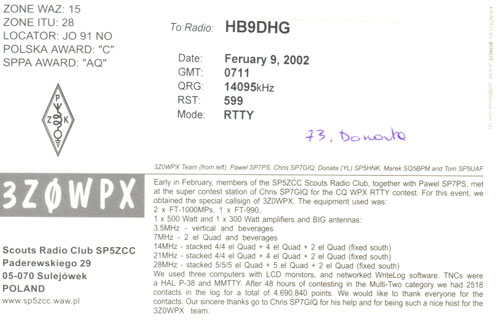 ZONE WAZ: 15
ZONE ITU: 28
LOCATOR: JO 91 NO
POLSKA AWARD: "C"
SPPA AWARD: "AQ"
P
Z K
To Radio: HB9DHG
Date: Feruary 9, 2002
GMT: 0711
QRG: 14095kHz
RST: 599
Mode: RTTY
73, Donata
3Z0WPX Team (from left): Paweł SP7PS, Chris SP7GIQ, Donata (YL) SP5HNK, Marek SQ5BPM and Tom SP5UAF
3ZØWPX
Scouts Radio Club SP5ZCC
Paderewskiego 29
05-070 Sulejówek
POLAND
www.sp5zcc.waw.pl
Early in February, members of the SP5ZCC Scouts Radio Club, together with Paweł SP7PS, met
at the super contest station of Chris SP7GIQ for the CQ WPX RTTY contest. For this event, we
obtained the special callsign of 3Z0WPX. The equipment used was:
2 x FT-1000MPs, 1 x FT-990,
1 x 500 Watt and 1 x 300 Watt amplifiers and BIG antennas:
3.5MHz - vertical and beverages
7MHz - 2 el Quad and beverages
14MHz - stacked 4/4 el Quad + 4 el Quad + 2 el Quad (fixed south)
21MHz - stacked 4/4 el Quad + 4 el Quad + 2 el Quad (fixed south)
28MHz - stacked 5/5/5 el Quad + 5 el Quad + 2 el Quad (fixed south)
We used three computers with LCD monitors, and networked WriteLog software. TNCs were
a HAL P-38 and MMTTY. After 48 hours of contesting in the Multi-Two category we had 2518
contacts in the log for a total of 4.690.840 points. We would like to thank everyone for the
contacts. Our sincere thanks go to Chris SP7GIQ for his help and for being such a nice host for the
3Z0WPX team.